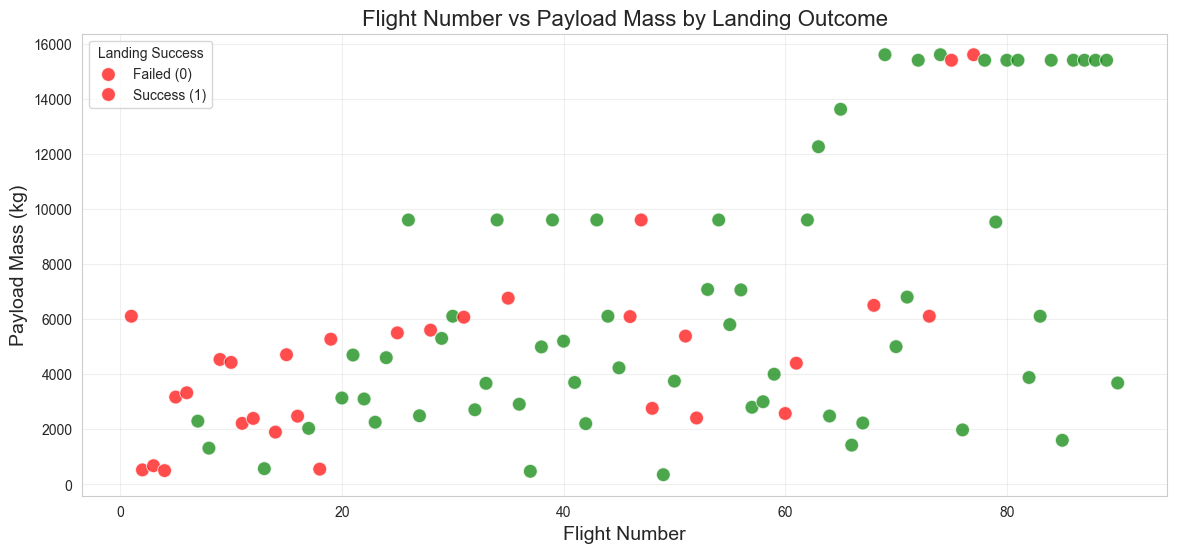 Flight Number vs Payload Mass by Landing Outcome
Landing Success
Failed (0)
Success (1)
16000
14000
12000
10000
8000
6000
4000
2000
0
Payload Mass (kg)
0 20 40 60 80
Flight Number